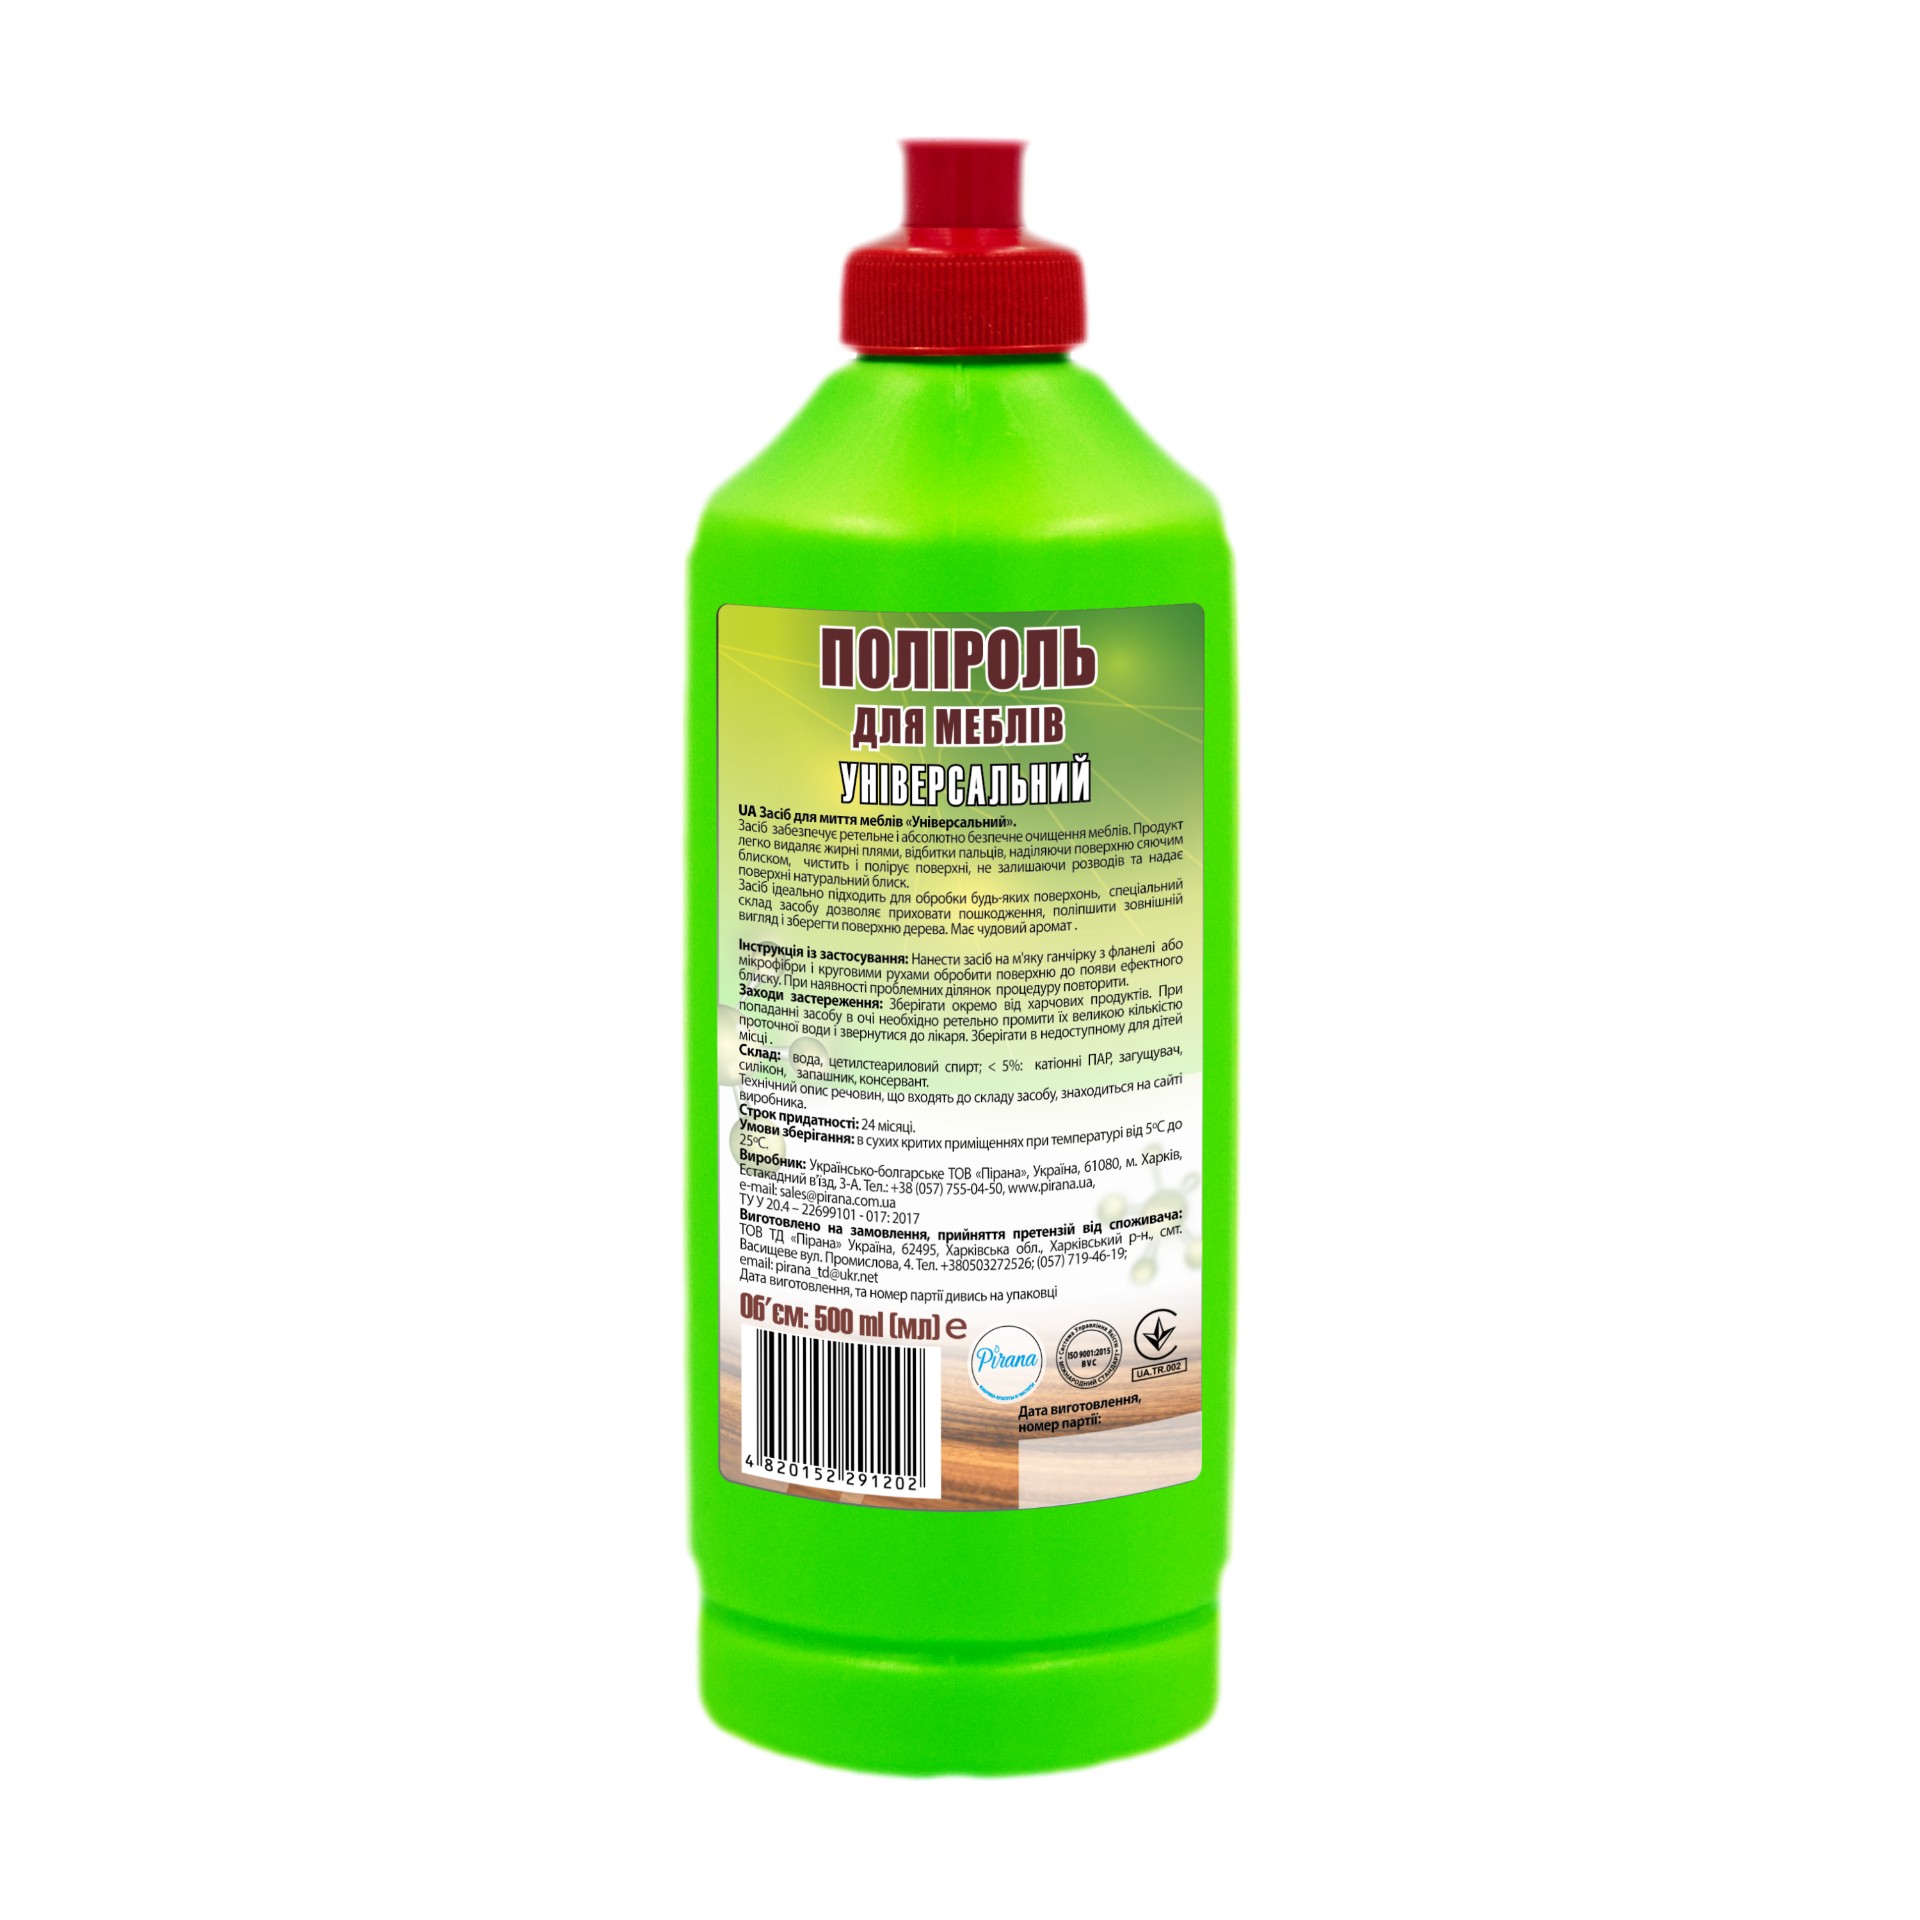 ПОЛІРОЛЬ
ДЛЯ МЕБЛІВ
УНІВЕРСАЛЬНИЙ
UA Засіб для миття меблів «Універсальний».
Засіб забезпечує ретельне і абсолютно безпечне очищення меблів. Продукт
легко видаляє жирні плями, відбитки пальців, наділяючи поверхню сяючим
блиском, чистить і полірує поверхні, не залишаючи розводів та надає
поверхні натуральний блиск.
Засіб ідеально підходить для обробки будь-яких поверхонь, спеціальний
склад засобу дозволяє приховати пошкодження, поліпшити зовнішній
вигляд і зберегти поверхню дерева. Має чудовий аромат .
Інструкція із застосування: Нанести засіб на м'яку ганчірку з фланелі або
мікрофібри і круговими рухами обробити поверхню до появи ефектного
блиску. При наявності проблемних ділянок процедуру повторити.
Заходи застереження: Зберігати окремо від харчових продуктів. При
попаданні засобу в очі необхідно ретельно промити їх великою кількістю
проточної води і звернутися до лікаря. Зберігати в недоступному для дітей
місці .
Склад: вода, цетилстеариловий спирт; < 5%: катіонні ПАР, загущувач,
силікон, запашник, консервант.
Технічний опис речовин, що входять до складу засобу, знаходиться на сайті
виробника.
Строк придатності: 24 місяці.
Умови зберігання: в сухих критих приміщеннях при температурі від 5ºС до
25ºС.
Виробник: Українсько-болгарське ТОВ «Пірана», Україна, 61080, м. Харків,
Естакадний в'їзд, 3-А. Тел.: +38 (057) 755-04-50, www.pirana.ua,
e-mail: sales@pirana.com.ua
ТУ У 20.4 – 22699101 - 017: 2017
Виготовлено на замовлення, прийняття претензій від споживача:
ТОВ ТД «Пірана» Україна, 62495, Харківська обл., Харківський р-н., смт.
Васищеве вул. Промислова, 4. Тел. +380503272526; (057) 719-46-19;
email: pirana_td@ukr.net
Дата виготовлення, та номер партії дивись на упаковці
Об'єм: 500 ml (мл) e
Pirana
Система Управління Якістю
ISO 9001:2015
BVC
МІЖНАРОДНИЙ СТАНДАРТ
UA.TR.002
Дата виготовлення,
номер партії:
4 820152 291202